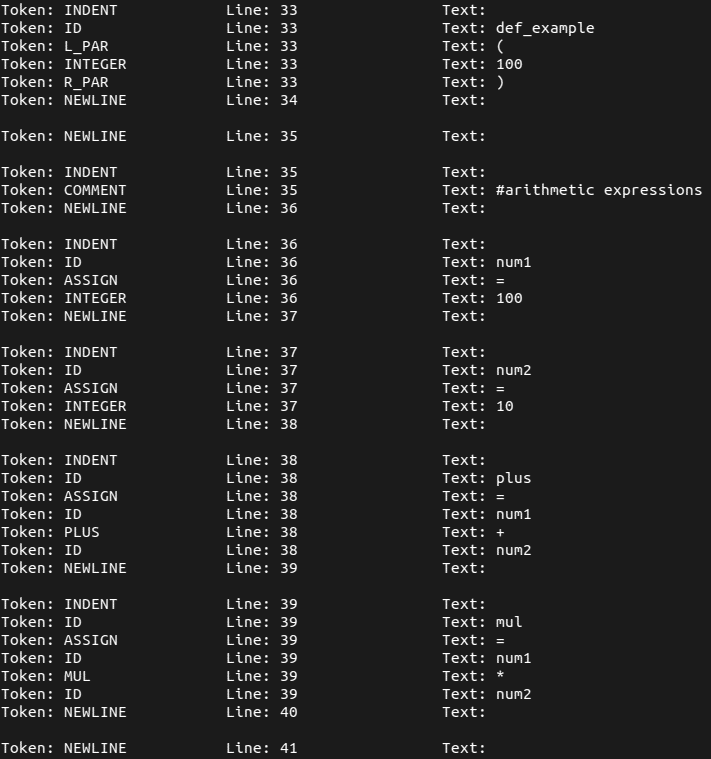 Token: INDENT Line: 33 Text:
Token: ID Line: 33 Text: def_example
Token: L_PAR Line: 33 Text: (
Token: INTEGER Line: 33 Text: 100
Token: R_PAR Line: 33 Text: )
Token: NEWLINE Line: 34 Text:
Token: NEWLINE Line: 35 Text:
Token: INDENT Line: 35 Text:
Token: COMMENT Line: 35 Text: #arithmetic expressions
Token: NEWLINE Line: 36 Text:
Token: INDENT Line: 36 Text:
Token: ID Line: 36 Text: num1
Token: ASSIGN Line: 36 Text: =
Token: INTEGER Line: 36 Text: 100
Token: NEWLINE Line: 37 Text:
Token: INDENT Line: 37 Text:
Token: ID Line: 37 Text: num2
Token: ASSIGN Line: 37 Text: =
Token: INTEGER Line: 37 Text: 10
Token: NEWLINE Line: 38 Text:
Token: INDENT Line: 38 Text:
Token: ID Line: 38 Text: plus
Token: ASSIGN Line: 38 Text: =
Token: ID Line: 38 Text: num1
Token: PLUS Line: 38 Text: +
Token: ID Line: 38 Text: num2
Token: NEWLINE Line: 39 Text:
Token: INDENT Line: 39 Text:
Token: ID Line: 39 Text: mul
Token: ASSIGN Line: 39 Text: =
Token: ID Line: 39 Text: num1
Token: MUL Line: 39 Text: *
Token: ID Line: 39 Text: num2
Token: NEWLINE Line: 40 Text:
Token: NEWLINE Line: 41 Text: